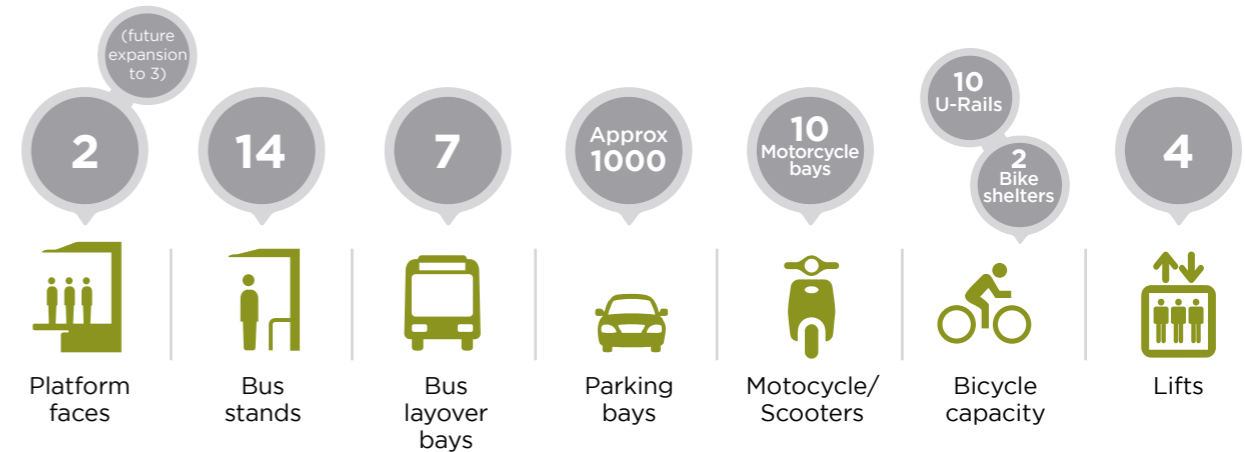 (future
expansion
to 3)
2
Platform
faces
14
Bus
stands
7
Bus
layover
bays
Approx
1000
Parking
bays
10
Motorcycle
bays
Motocycle/
Scooters
10
U-Rails
2
Bike
shelters
Bicycle
capacity
4
Lifts